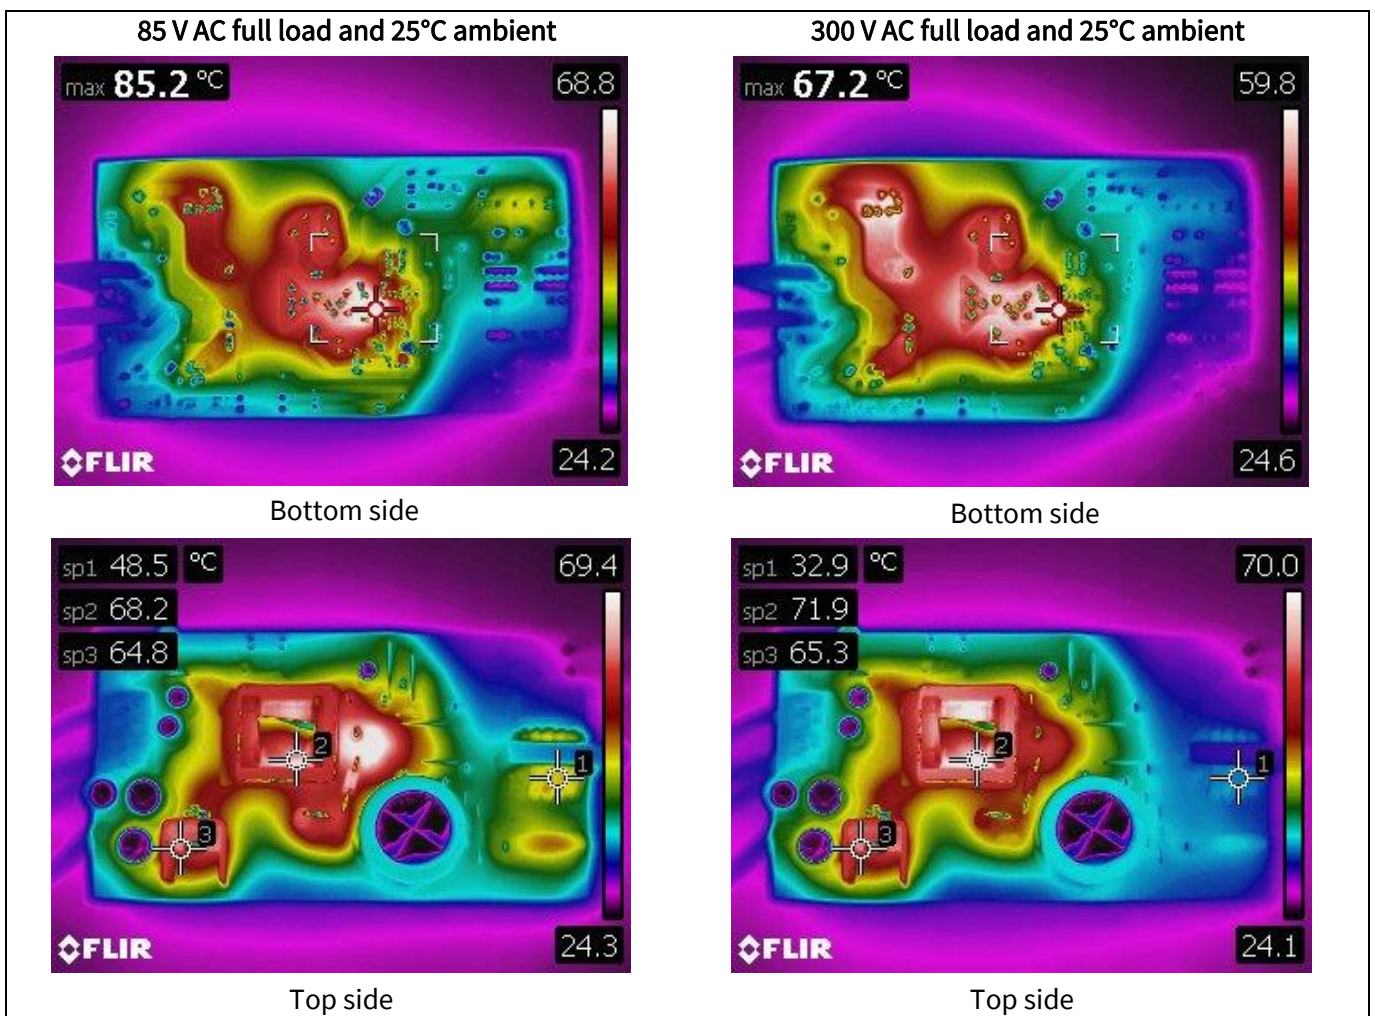 85 V AC full load and 25°C ambient
300 V AC full load and 25°C ambient
max 85.2 °C
68.8
FLIR
24.2
Bottom side
max 67.2 °C
59.8
FLIR
24.6
Bottom side
sp1 48.5 °C
sp2 68.2
sp3 64.8
69.4
1
2
3
FLIR
24.3
Top side
sp1 32.9 °C
sp2 71.9
sp3 65.3
70.0
1
2
3
FLIR
24.1
Top side